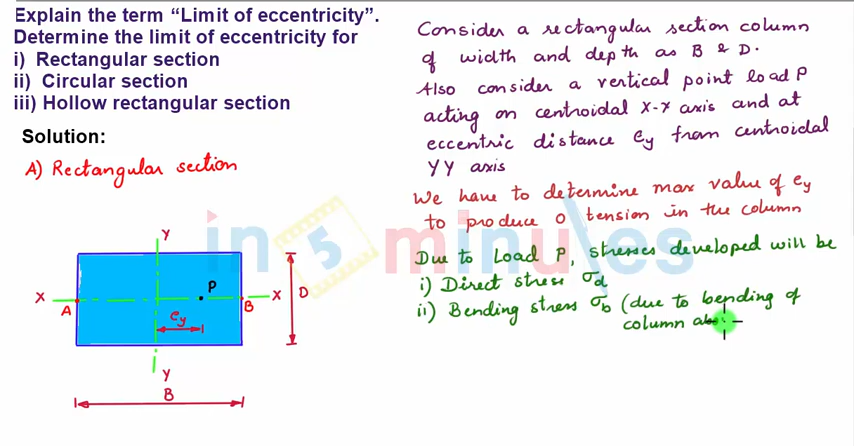 Explain the term “Limit of eccentricity”.
Determine the limit of eccentricity for
i) Rectangular section
ii) Circular section
iii) Hollow rectangular section
Solution:
A) Rectangular section
Y
X
A
P
B
X
D
ey
Y
B
Consider a rectangular section column
of width and depth as B & D.
Also consider a vertical point load P
acting on centroidal X-X axis and at
eccentric distance ey from centroidal
YY axis
We have to determine max value of ey
to produce 0 tension in the column
Due to Load P, stresses developed will be
i) Direct stress σd
ii) Bending stress σb (due to bending of
column ab
in 5 minutes